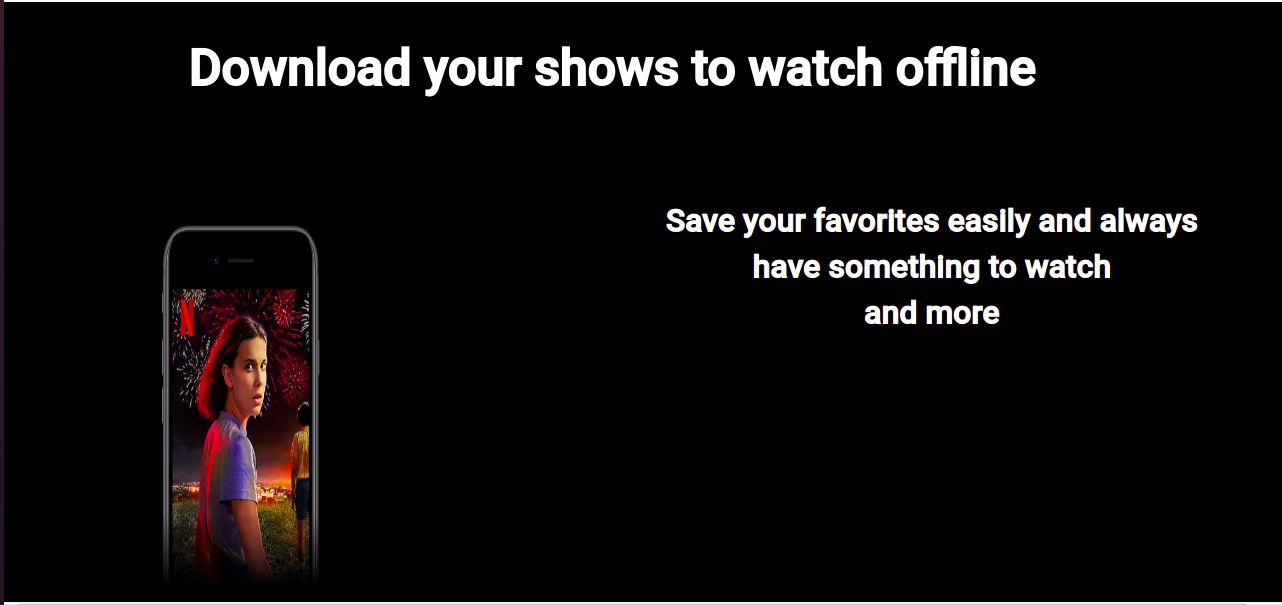 Download your shows to watch offline
Save your favorites easily and always
have something to watch
and more
N